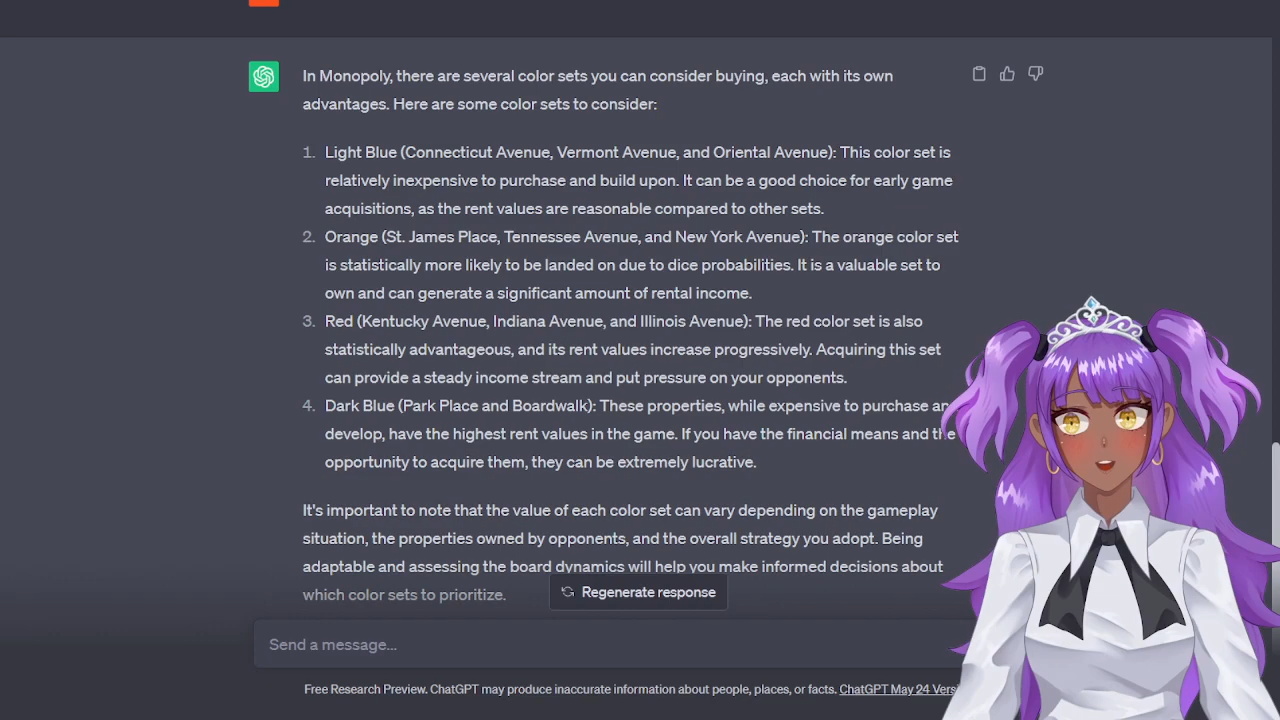 In Monopoly, there are several color sets you can consider buying, each with its own
advantages. Here are some color sets to consider:
1. Light Blue (Connecticut Avenue, Vermont Avenue, and Oriental Avenue): This color set is
relatively inexpensive to purchase and build upon. It can be a good choice for early game
acquisitions, as the rent values are reasonable compared to other sets.
2. Orange (St. James Place, Tennessee Avenue, and New York Avenue): The orange color set
is statistically more likely to be landed on due to dice probabilities. It is a valuable set to
own and can generate a significant amount of rental income.
3. Red (Kentucky Avenue, Indiana Avenue, and Illinois Avenue): The red color set is also
statistically advantageous, and its rent values increase progressively. Acquiring this set
can provide a steady income stream and put pressure on your opponents.
4. Dark Blue (Park Place and Boardwalk): These properties, while expensive to purchase an
develop, have the highest rent values in the game. If you have the financial means and the
opportunity to acquire them, they can be extremely lucrative.
It's important to note that the value of each color set can vary depending on the gameplay
situation, the properties owned by opponents, and the overall strategy you adopt. Being
adaptable and assessing the board dynamics will help you make informed decisions about
which color sets to prioritize.
Regenerate response
Send a message...
Free Research Preview. ChatGPT may produce inaccurate information about people, places, or facts. ChatGPT May 24 Vers